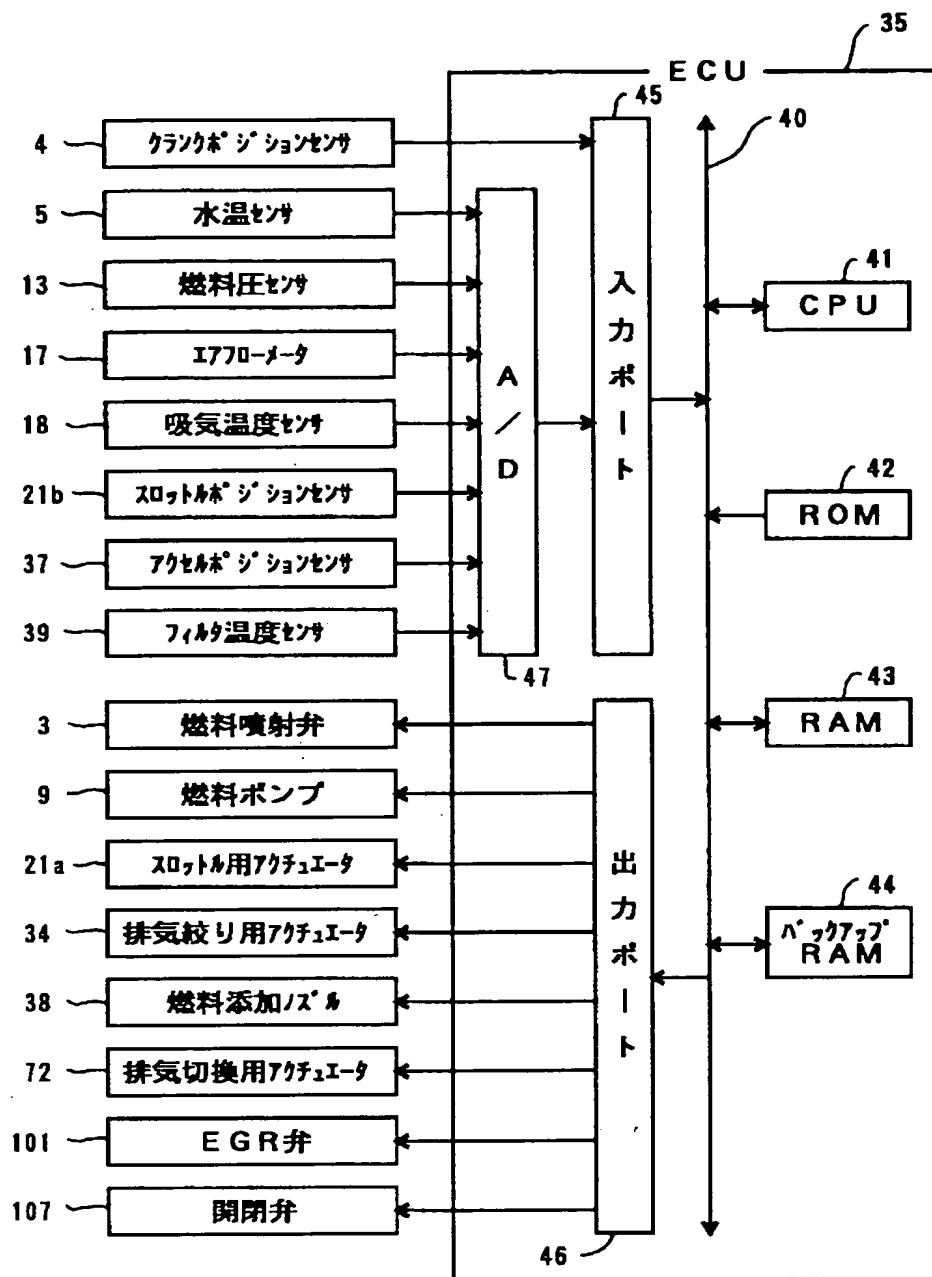 35
ECU
45
40
4 クランクポジションセンサ
5 水温センサ
13 燃料圧センサ
17 エアフローメータ
18 吸気温度センサ
21b スロットルポジションセンサ
37 アクセルポジションセンサ
39 フィルタ温度センサ
A/D
47
入力ポート
41
CPU
42
ROM
43
RAM
44
バックアップ
RAM
3 燃料噴射弁
9 燃料ポンプ
21a スロットル用アクチュエータ
34 排気絞り用アクチュエータ
38 燃料添加ノズル
72 排気切換用アクチュエータ
101 EGR弁
107 開閉弁
出力ポート
46